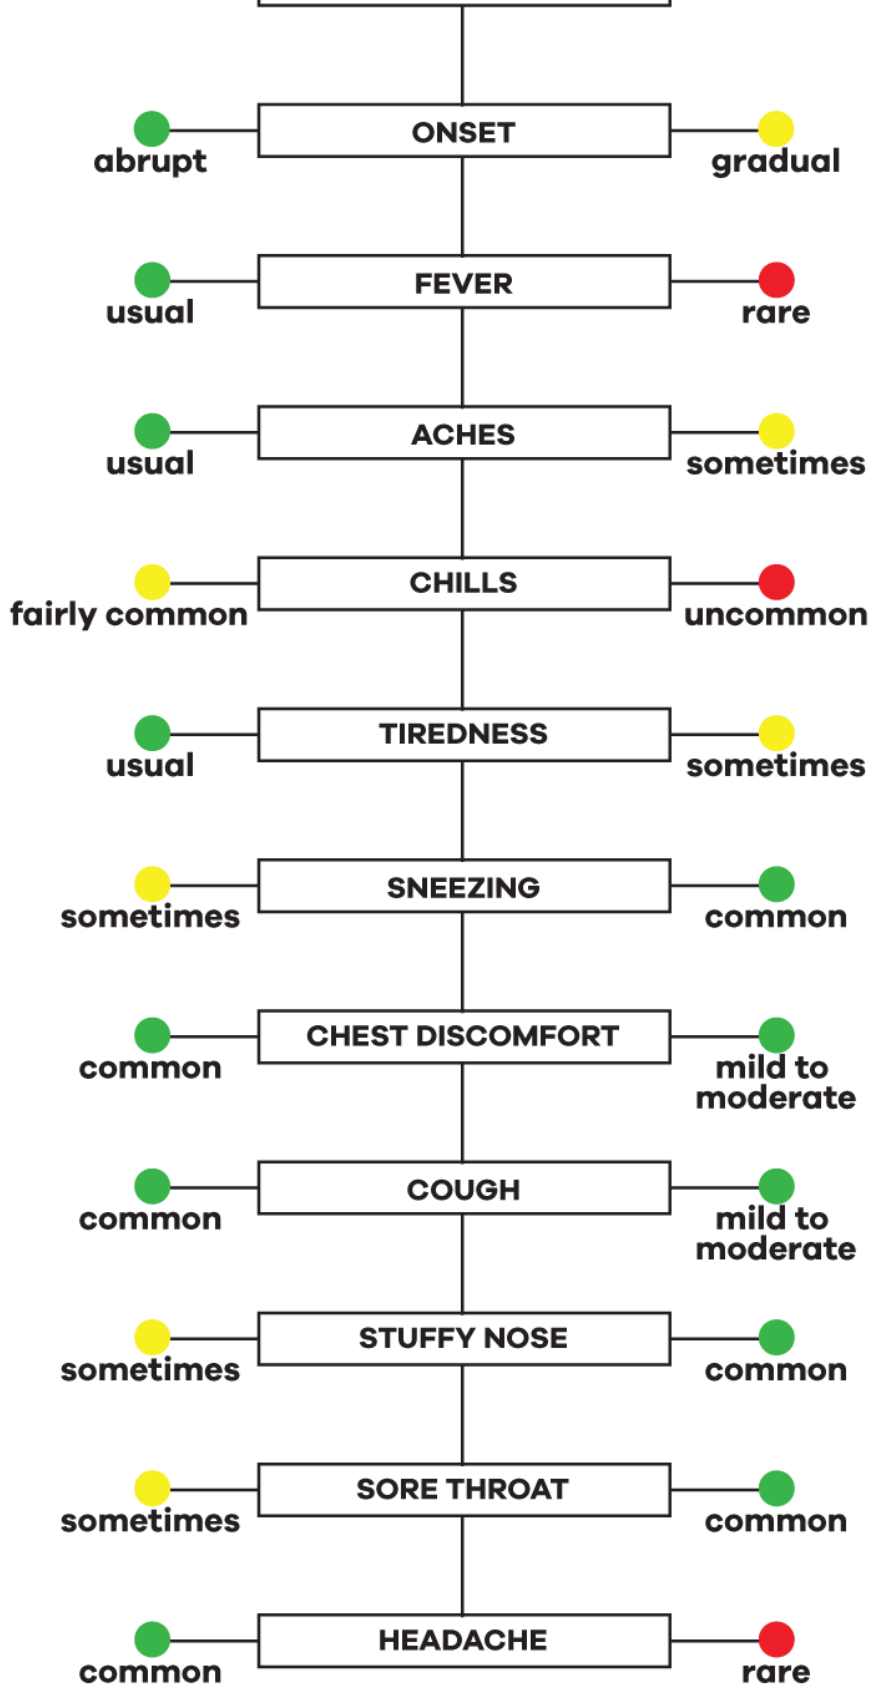 ONSET
abrupt
gradual
FEVER
usual
rare
ACHES
usual
sometimes
CHILLS
fairly common
uncommon
TIREDNESS
usual
sometimes
SNEEZING
sometimes
common
CHEST DISCOMFORT
common
mild to
moderate
COUGH
common
mild to
moderate
STUFFY NOSE
sometimes
common
SORE THROAT
sometimes
common
HEADACHE
common
rare